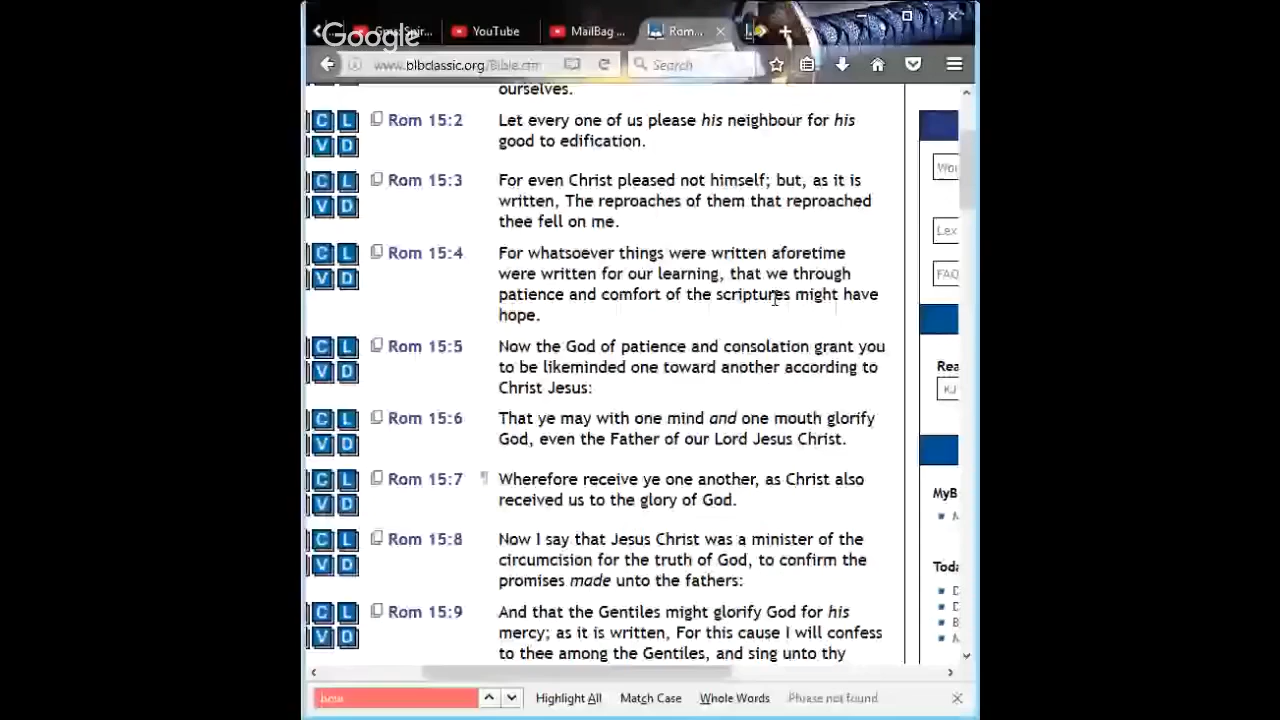 Google
YouTube
MailBag ...
Rom...
www.blbclassic.org/Bible.cfm
Search
ourselves.
C L Rom 15:2 Let every one of us please his neighbour for his
V D good to edification.
C L Rom 15:3 For even Christ pleased not himself; but, as it is
V D written, The reproaches of them that reproached
thee fell on me.
C L Rom 15:4 For whatsoever things were written aforetime
V D were written for our learning, that we through
patience and comfort of the scriptures might have
hope.
C L Rom 15:5 Now the God of patience and consolation grant you
V D to be likeminded one toward another according to
Christ Jesus:
C L Rom 15:6 That ye may with one mind and one mouth glorify
V D God, even the Father of our Lord Jesus Christ.
C L Rom 15:7 ¶ Wherefore receive ye one another, as Christ also
V D received us to the glory of God.
C L Rom 15:8 Now I say that Jesus Christ was a minister of the
V D circumcision for the truth of God, to confirm the
promises made unto the fathers:
C L Rom 15:9 And that the Gentiles might glorify God for his
V D mercy; as it is written, For this cause I will confess
to thee among the Gentiles, and sing unto thy
Wor
Lex
FAQ
Rea
KJ
MyB
Toda
Highlight All Match Case Whole Words Phrase not found